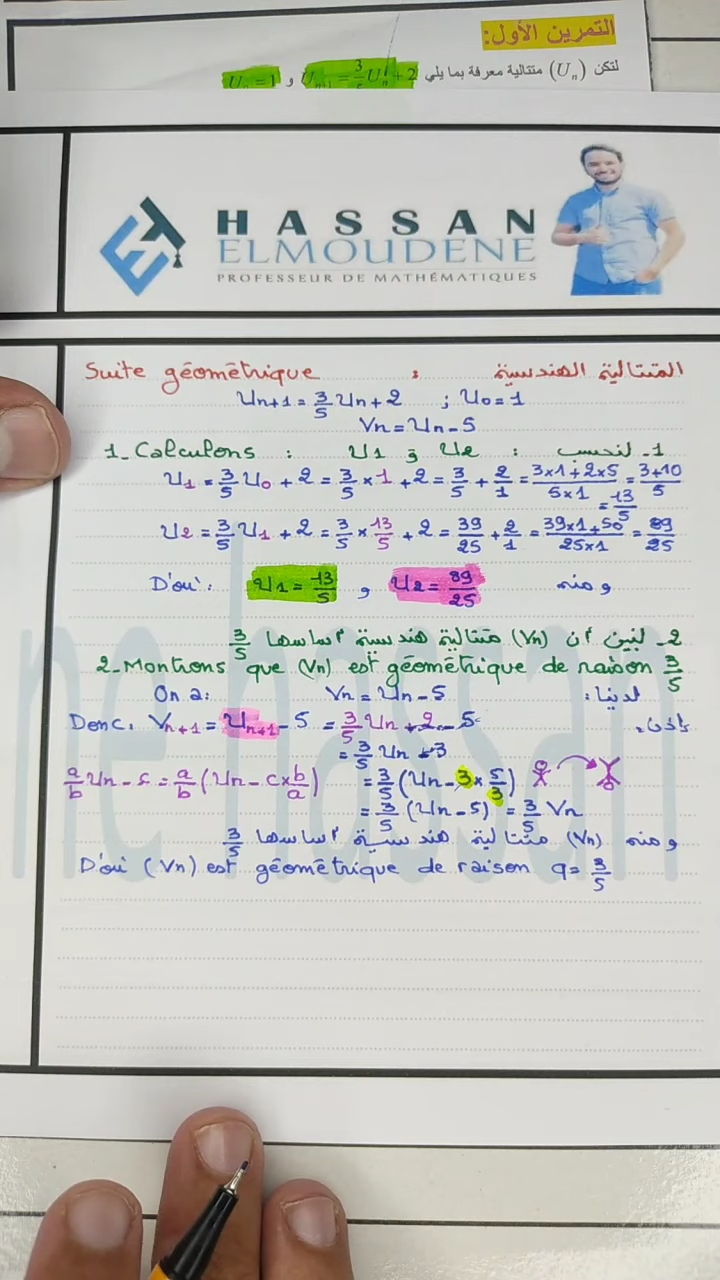 التمرين الأول:
لتكن (Uₙ) متتالية معرفة بما يلي Uₙ₊₁ = 3/5 Uₙ + 2 و U₀ = 1
HASSAN
ELMOUDENE
PROFESSEUR DE MATHÉMATIQUES
Suite géométrique : المتتالية الهندسية
Un+1 = 3/5 Un + 2 ; U0 = 1
Vn = Un - 5
1_ Calculons : U1 و U2 : 1- لنحسب
U1 = 3/5 U0 + 2 = 3/5 × 1 + 2 = 3/5 + 2/1 = (3×1+2×5)/(5×1) = (3+10)/5
= 13/5
U2 = 3/5 U1 + 2 = 3/5 × 13/5 + 2 = 39/25 + 2/1 = (39×1+50)/(25×1) = 89/25
D'où : U1 = 13/5 و U2 = 89/25 ومنه
2- لنبين أن (Vn) متتالية هندسية أساسها 3/5
2-Montrons que (Vn) est géométrique de raison 3/5
On a: Vn = Un - 5 لدينا:
Donc. Vn+1 = Un+1 - 5 = 3/5 Un + 2 - 5 إذن.
= 3/5 Un - 3
a/b Un - c = a/b (Un - c × b/a) = 3/5 (Un - 3 × 5/3)
= 3/5 (Un - 5) = 3/5 Vn
ومنه (Vn) متتالية هندسية أساسها 3/5
D'où (Vn) est géométrique de raison q = 3/5